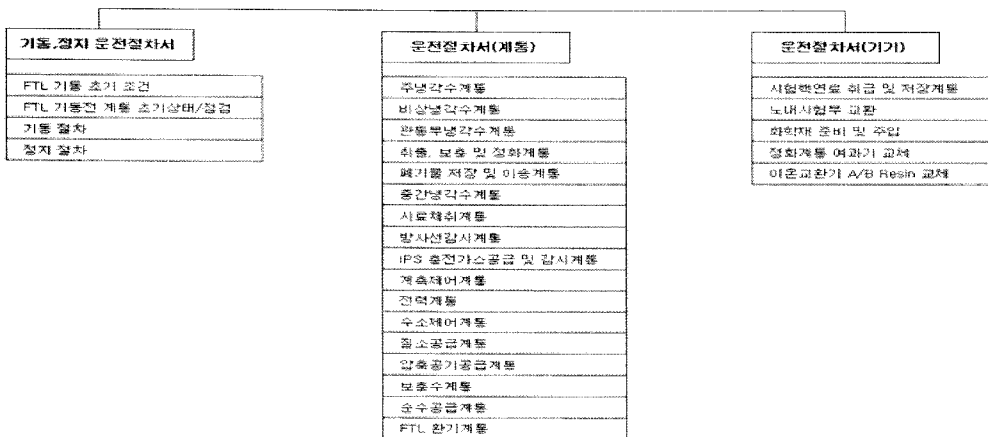 기동,정지 운전절차서
FTL 기동 초기 조건
FTL 기동전 계통 초기상태/점검
기동 절차
정지 절차
운전절차서(계통)
주냉각수계통
비상냉각수계통
관통부냉각수계통
취출, 보충 및 정화계통
폐기물 저장 및 이송계통
중간냉각수계통
시료채취계통
방사선감시계통
IPS 충전가스공급 및 감시계통
계측제어계통
전력계통
수소제어계통
질소공급계통
압축공기공급계통
보충수계통
순수공급계통
FTL 환기계통
운전절차서(기기)
시험핵연료 취급 및 저장계통
노내시험부 교환
화학재 준비 및 주입
정화계통 여과기 교체
이온교환기 A/B Resin 교체